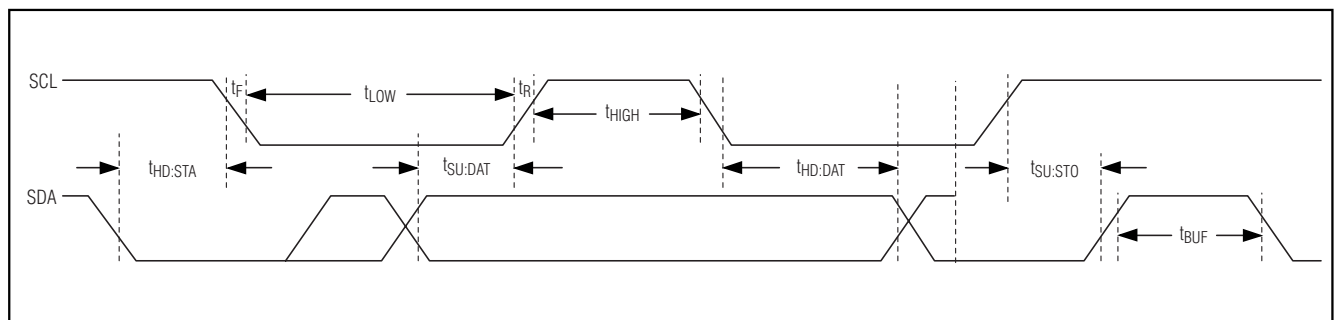 SCL
tF
tLOW
tR
tHIGH
tHD:STA
tSU:DAT
tHD:DAT
tSU:STO
SDA
tBUF